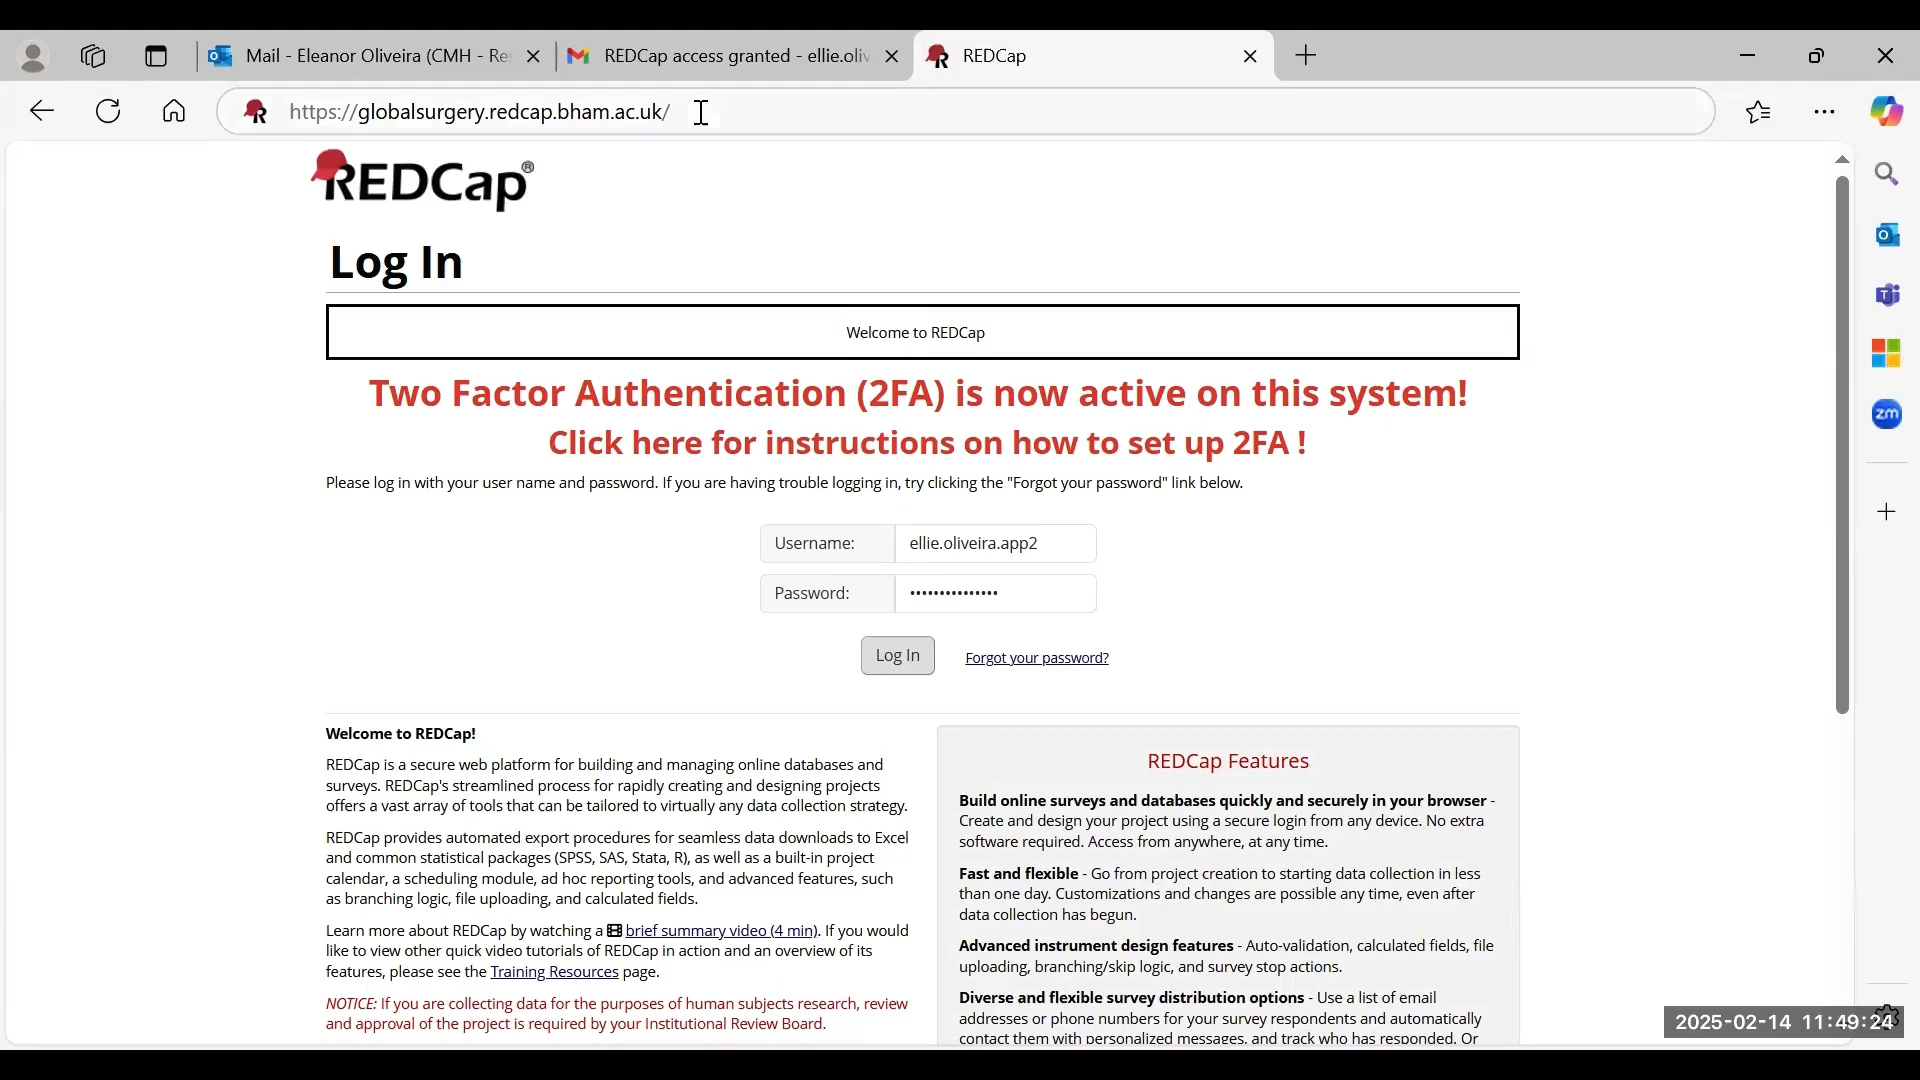 Mail - Eleanor Oliveira (CMH - Re
REDCap access granted - ellie.oliv
REDCap
https://globalsurgery.redcap.bham.ac.uk/
REDCap®
Log In
Welcome to REDCap
Two Factor Authentication (2FA) is now active on this system!
Click here for instructions on how to set up 2FA !
Please log in with your user name and password. If you are having trouble logging in, try clicking the "Forgot your password" link below.
Username: ellie.oliveira.app2
Password: •••••••••••••••
Log In Forgot your password?
Welcome to REDCap!
REDCap is a secure web platform for building and managing online databases and
surveys. REDCap's streamlined process for rapidly creating and designing projects
offers a vast array of tools that can be tailored to virtually any data collection strategy.
REDCap provides automated export procedures for seamless data downloads to Excel
and common statistical packages (SPSS, SAS, Stata, R), as well as a built-in project
calendar, a scheduling module, ad hoc reporting tools, and advanced features, such
as branching logic, file uploading, and calculated fields.
Learn more about REDCap by watching a brief summary video (4 min). If you would
like to view other quick video tutorials of REDCap in action and an overview of its
features, please see the Training Resources page.
NOTICE: If you are collecting data for the purposes of human subjects research, review
and approval of the project is required by your Institutional Review Board.
REDCap Features
Build online surveys and databases quickly and securely in your browser -
Create and design your project using a secure login from any device. No extra
software required. Access from anywhere, at any time.
Fast and flexible - Go from project creation to starting data collection in less
than one day. Customizations and changes are possible any time, even after
data collection has begun.
Advanced instrument design features - Auto-validation, calculated fields, file
uploading, branching/skip logic, and survey stop actions.
Diverse and flexible survey distribution options - Use a list of email
addresses or phone numbers for your survey respondents and automatically
contact them with personalized messages, and track who has responded. Or
zm
2025-02-14 11:49:24